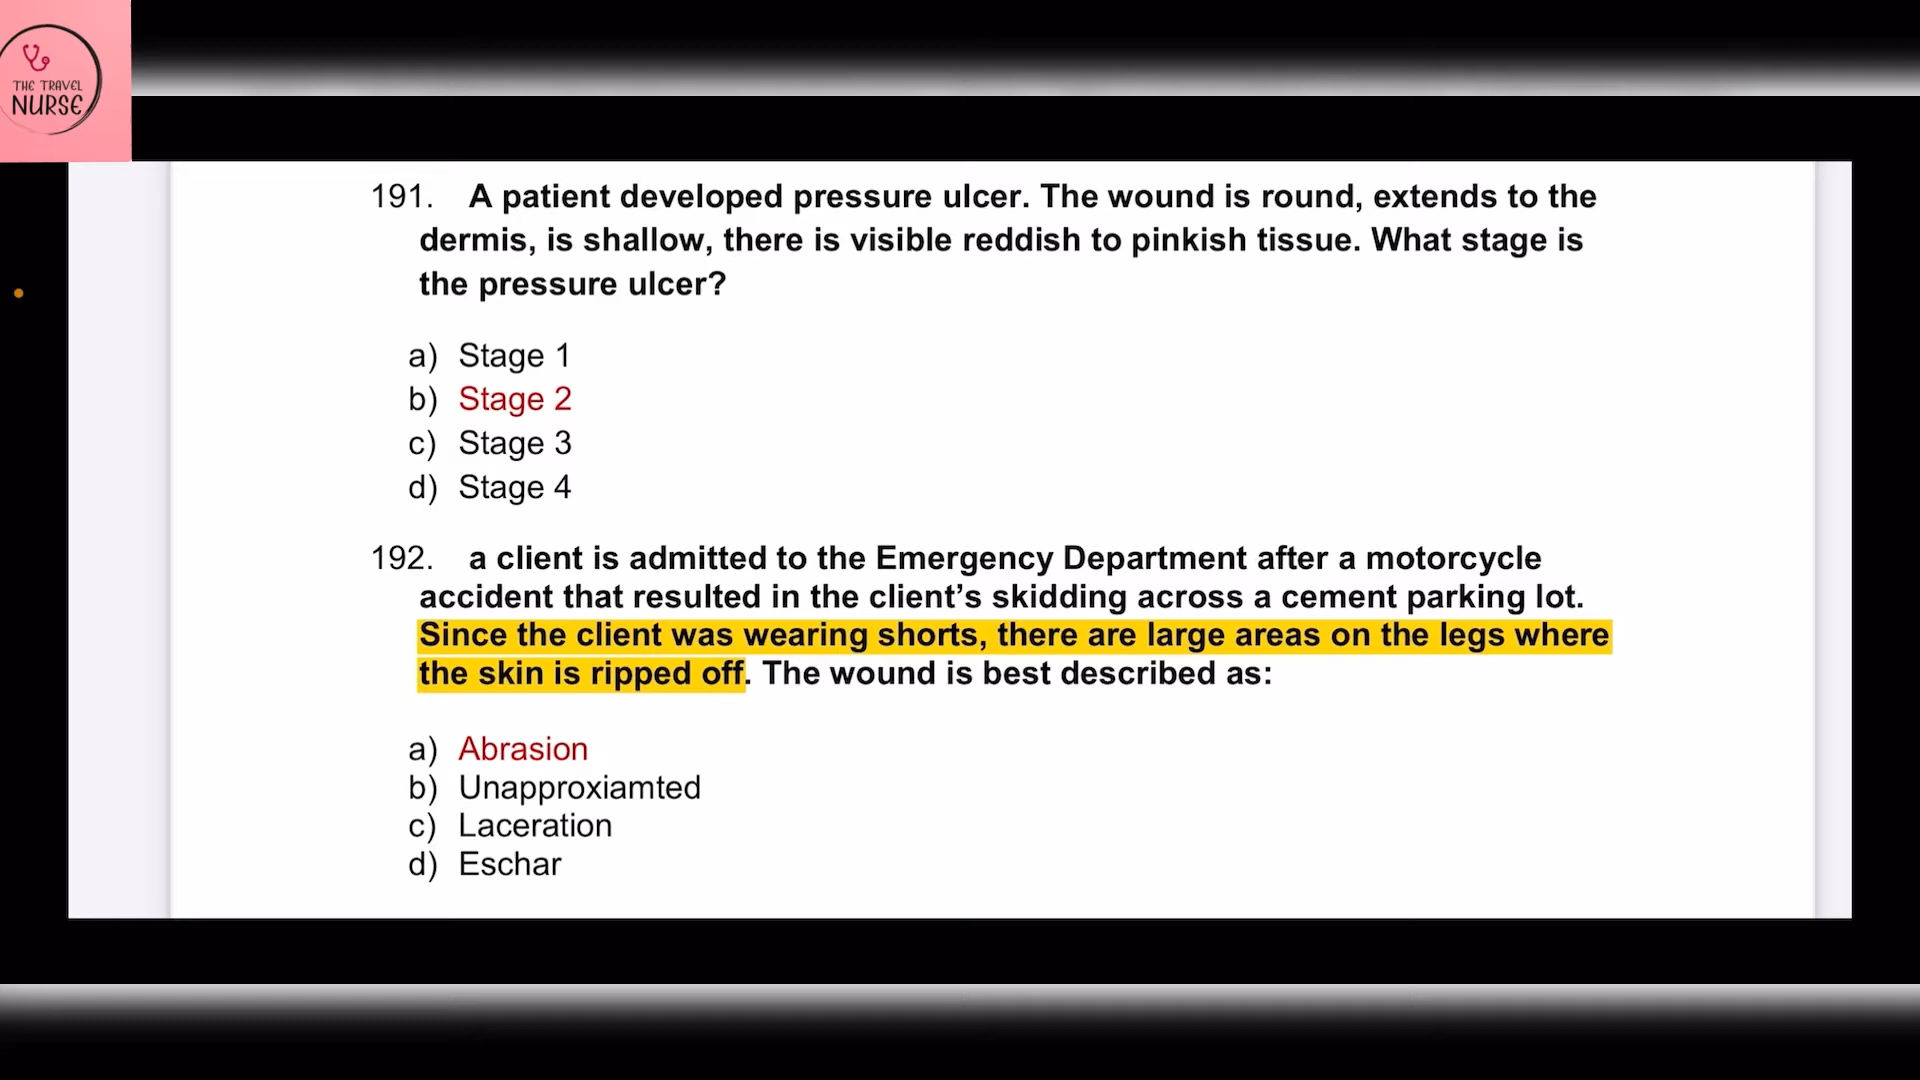 THE TRAVEL
NURSE
191. A patient developed pressure ulcer. The wound is round, extends to the
dermis, is shallow, there is visible reddish to pinkish tissue. What stage is
the pressure ulcer?
a) Stage 1
b) Stage 2
c) Stage 3
d) Stage 4
192. a client is admitted to the Emergency Department after a motorcycle
accident that resulted in the client’s skidding across a cement parking lot.
Since the client was wearing shorts, there are large areas on the legs where
the skin is ripped off. The wound is best described as:
a) Abrasion
b) Unapproxiamted
c) Laceration
d) Eschar